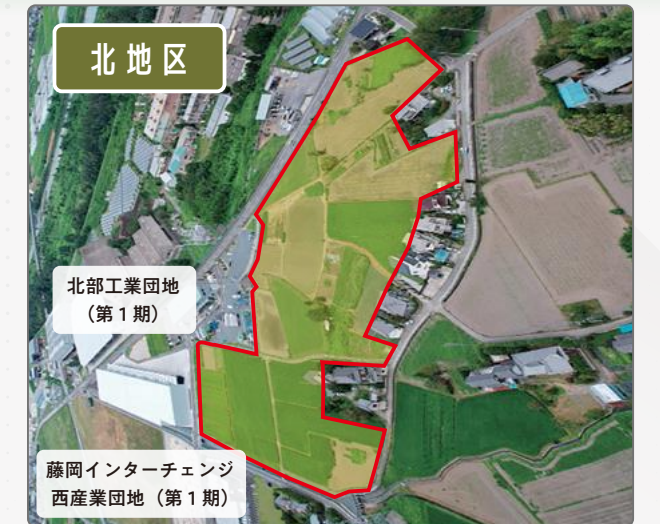 北地区
北部工業団地
（第１期）
藤岡インターチェンジ
西産業団地（第１期）